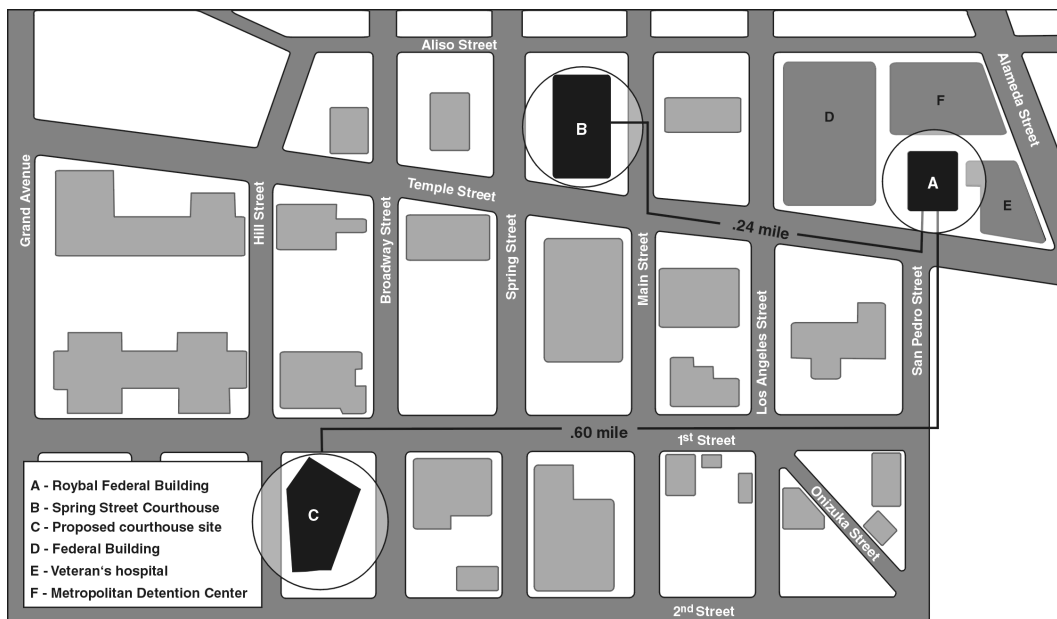 Aliso Street
Alameda Street
B
D
F
A
E
Grand Avenue
Temple Street
Hill Street
Broadway Street
Spring Street
Main Street
.24 mile
Los Angeles Street
San Pedro Street
.60 mile
1st Street
C
Onizuka Street
2nd Street
A - Roybal Federal Building
B - Spring Street Courthouse
C - Proposed courthouse site
D - Federal Building
E - Veteran's hospital
F - Metropolitan Detention Center